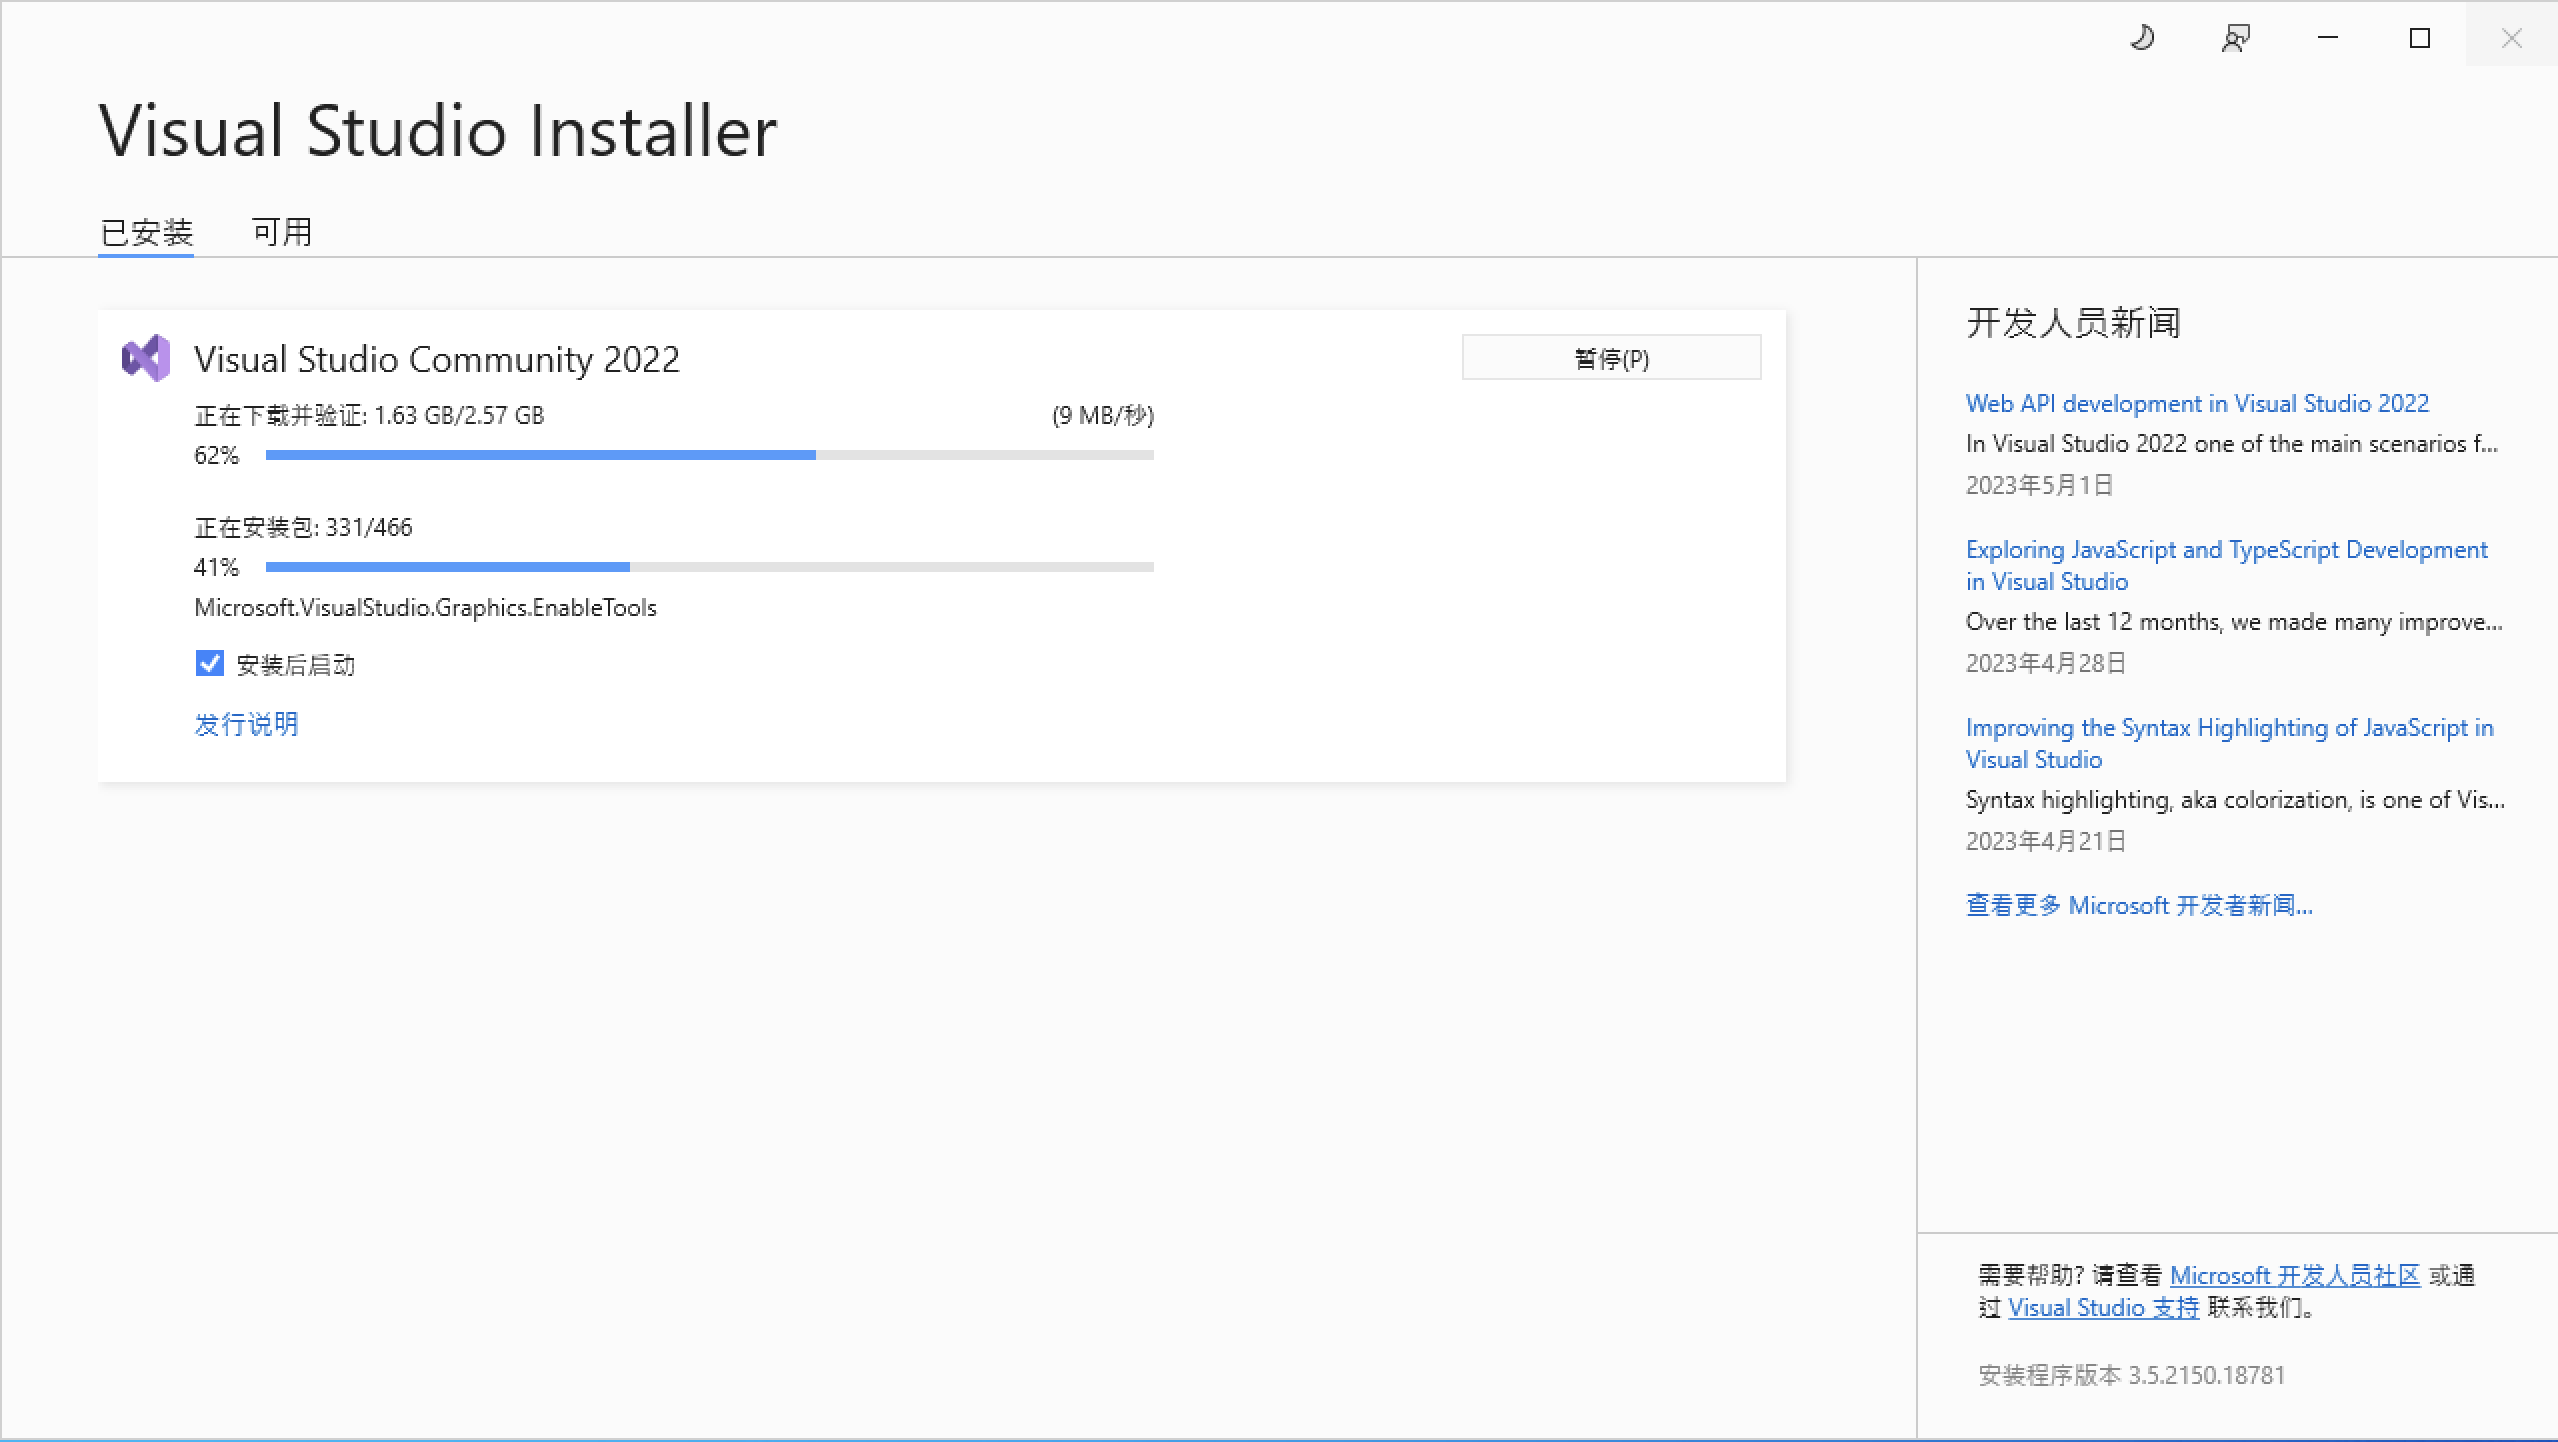 Visual Studio Installer
已安装
可用
Visual Studio Community 2022
暂停(P)
正在下载并验证: 1.63 GB/2.57 GB
(9 MB/秒)
62%
正在安装包: 331/466
41%
Microsoft.VisualStudio.Graphics.EnableTools
安装后启动
发行说明
开发人员新闻
Web API development in Visual Studio 2022
In Visual Studio 2022 one of the main scenarios f...
2023年5月1日
Exploring JavaScript and TypeScript Development
in Visual Studio
Over the last 12 months, we made many improve...
2023年4月28日
Improving the Syntax Highlighting of JavaScript in
Visual Studio
Syntax highlighting, aka colorization, is one of Vis...
2023年4月21日
查看更多 Microsoft 开发者新闻...
需要帮助? 请查看 Microsoft 开发人员社区 或通
过 Visual Studio 支持 联系我们。
安装程序版本 3.5.2150.18781